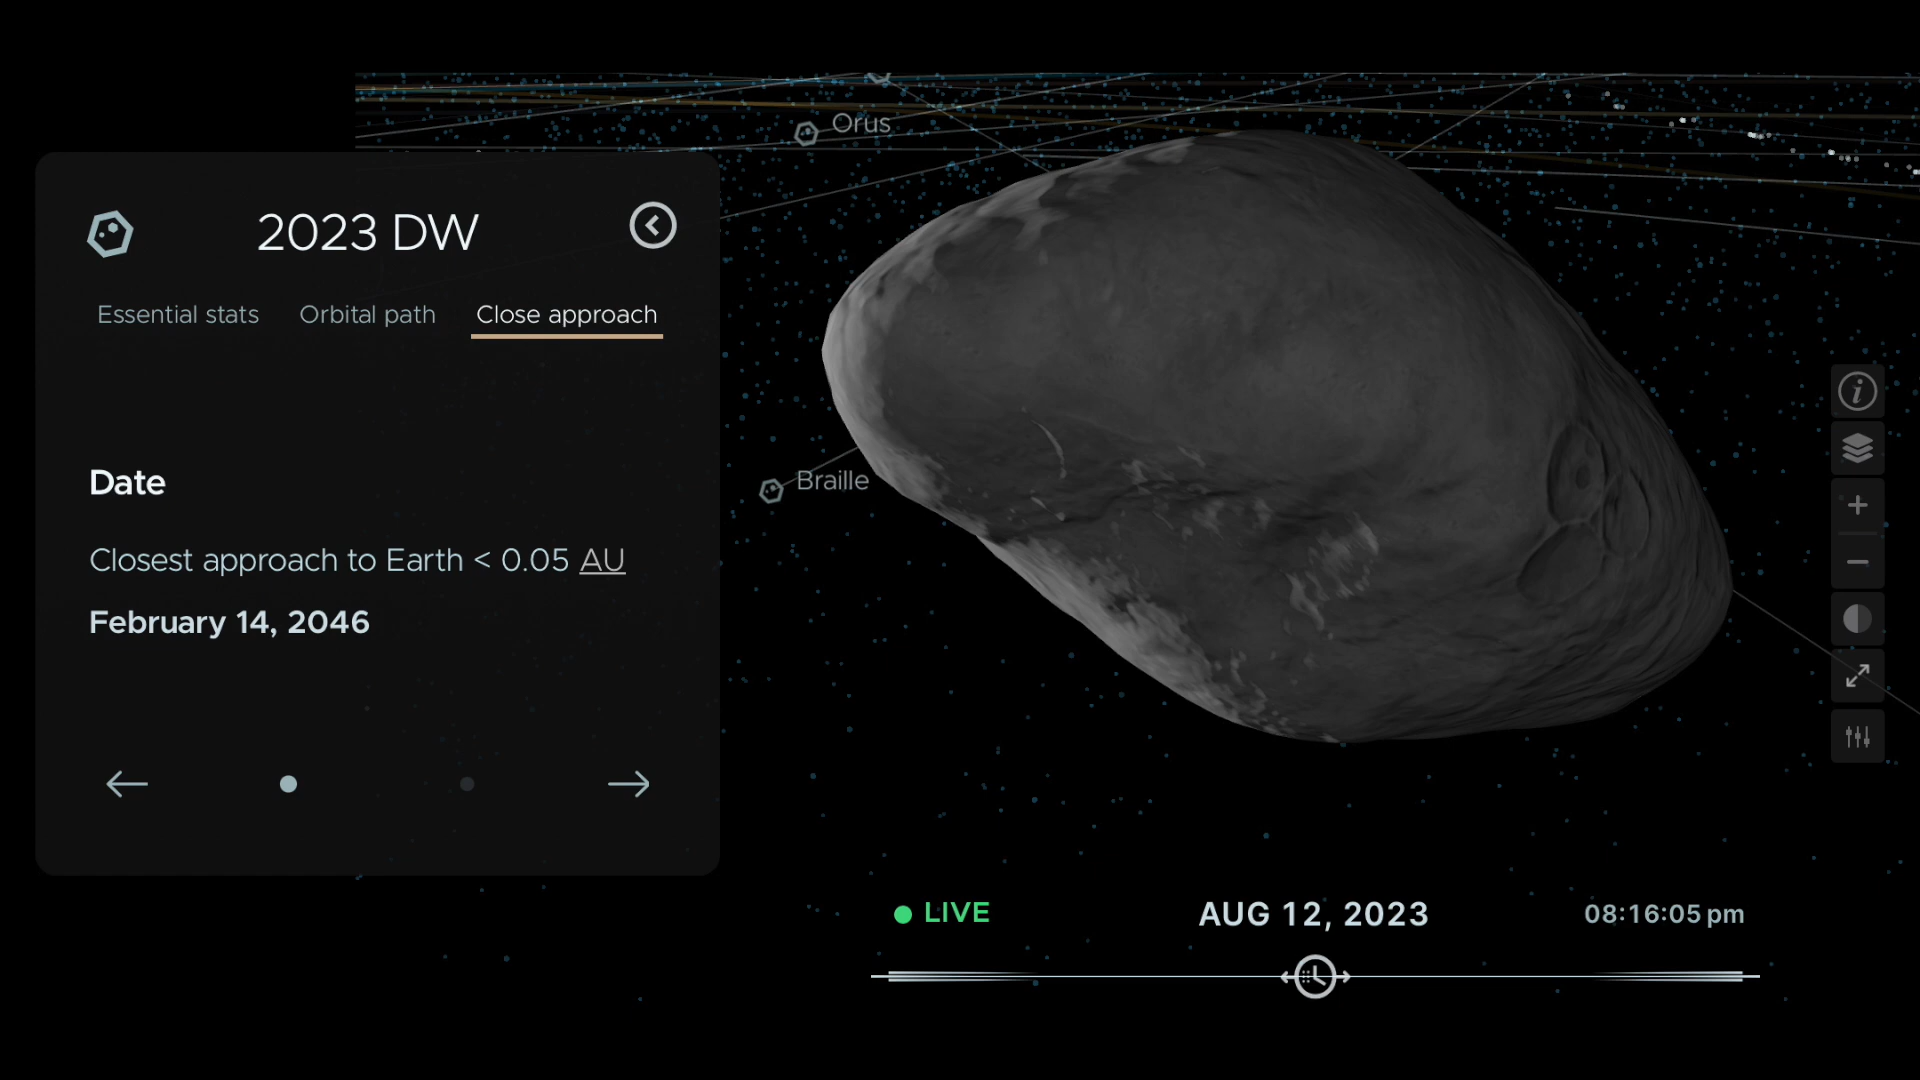 Orus
2023 DW
Essential stats Orbital path Close approach
Date
Braille
Closest approach to Earth < 0.05 AU
February 14, 2046
LIVE AUG 12, 2023 08:16:05 pm